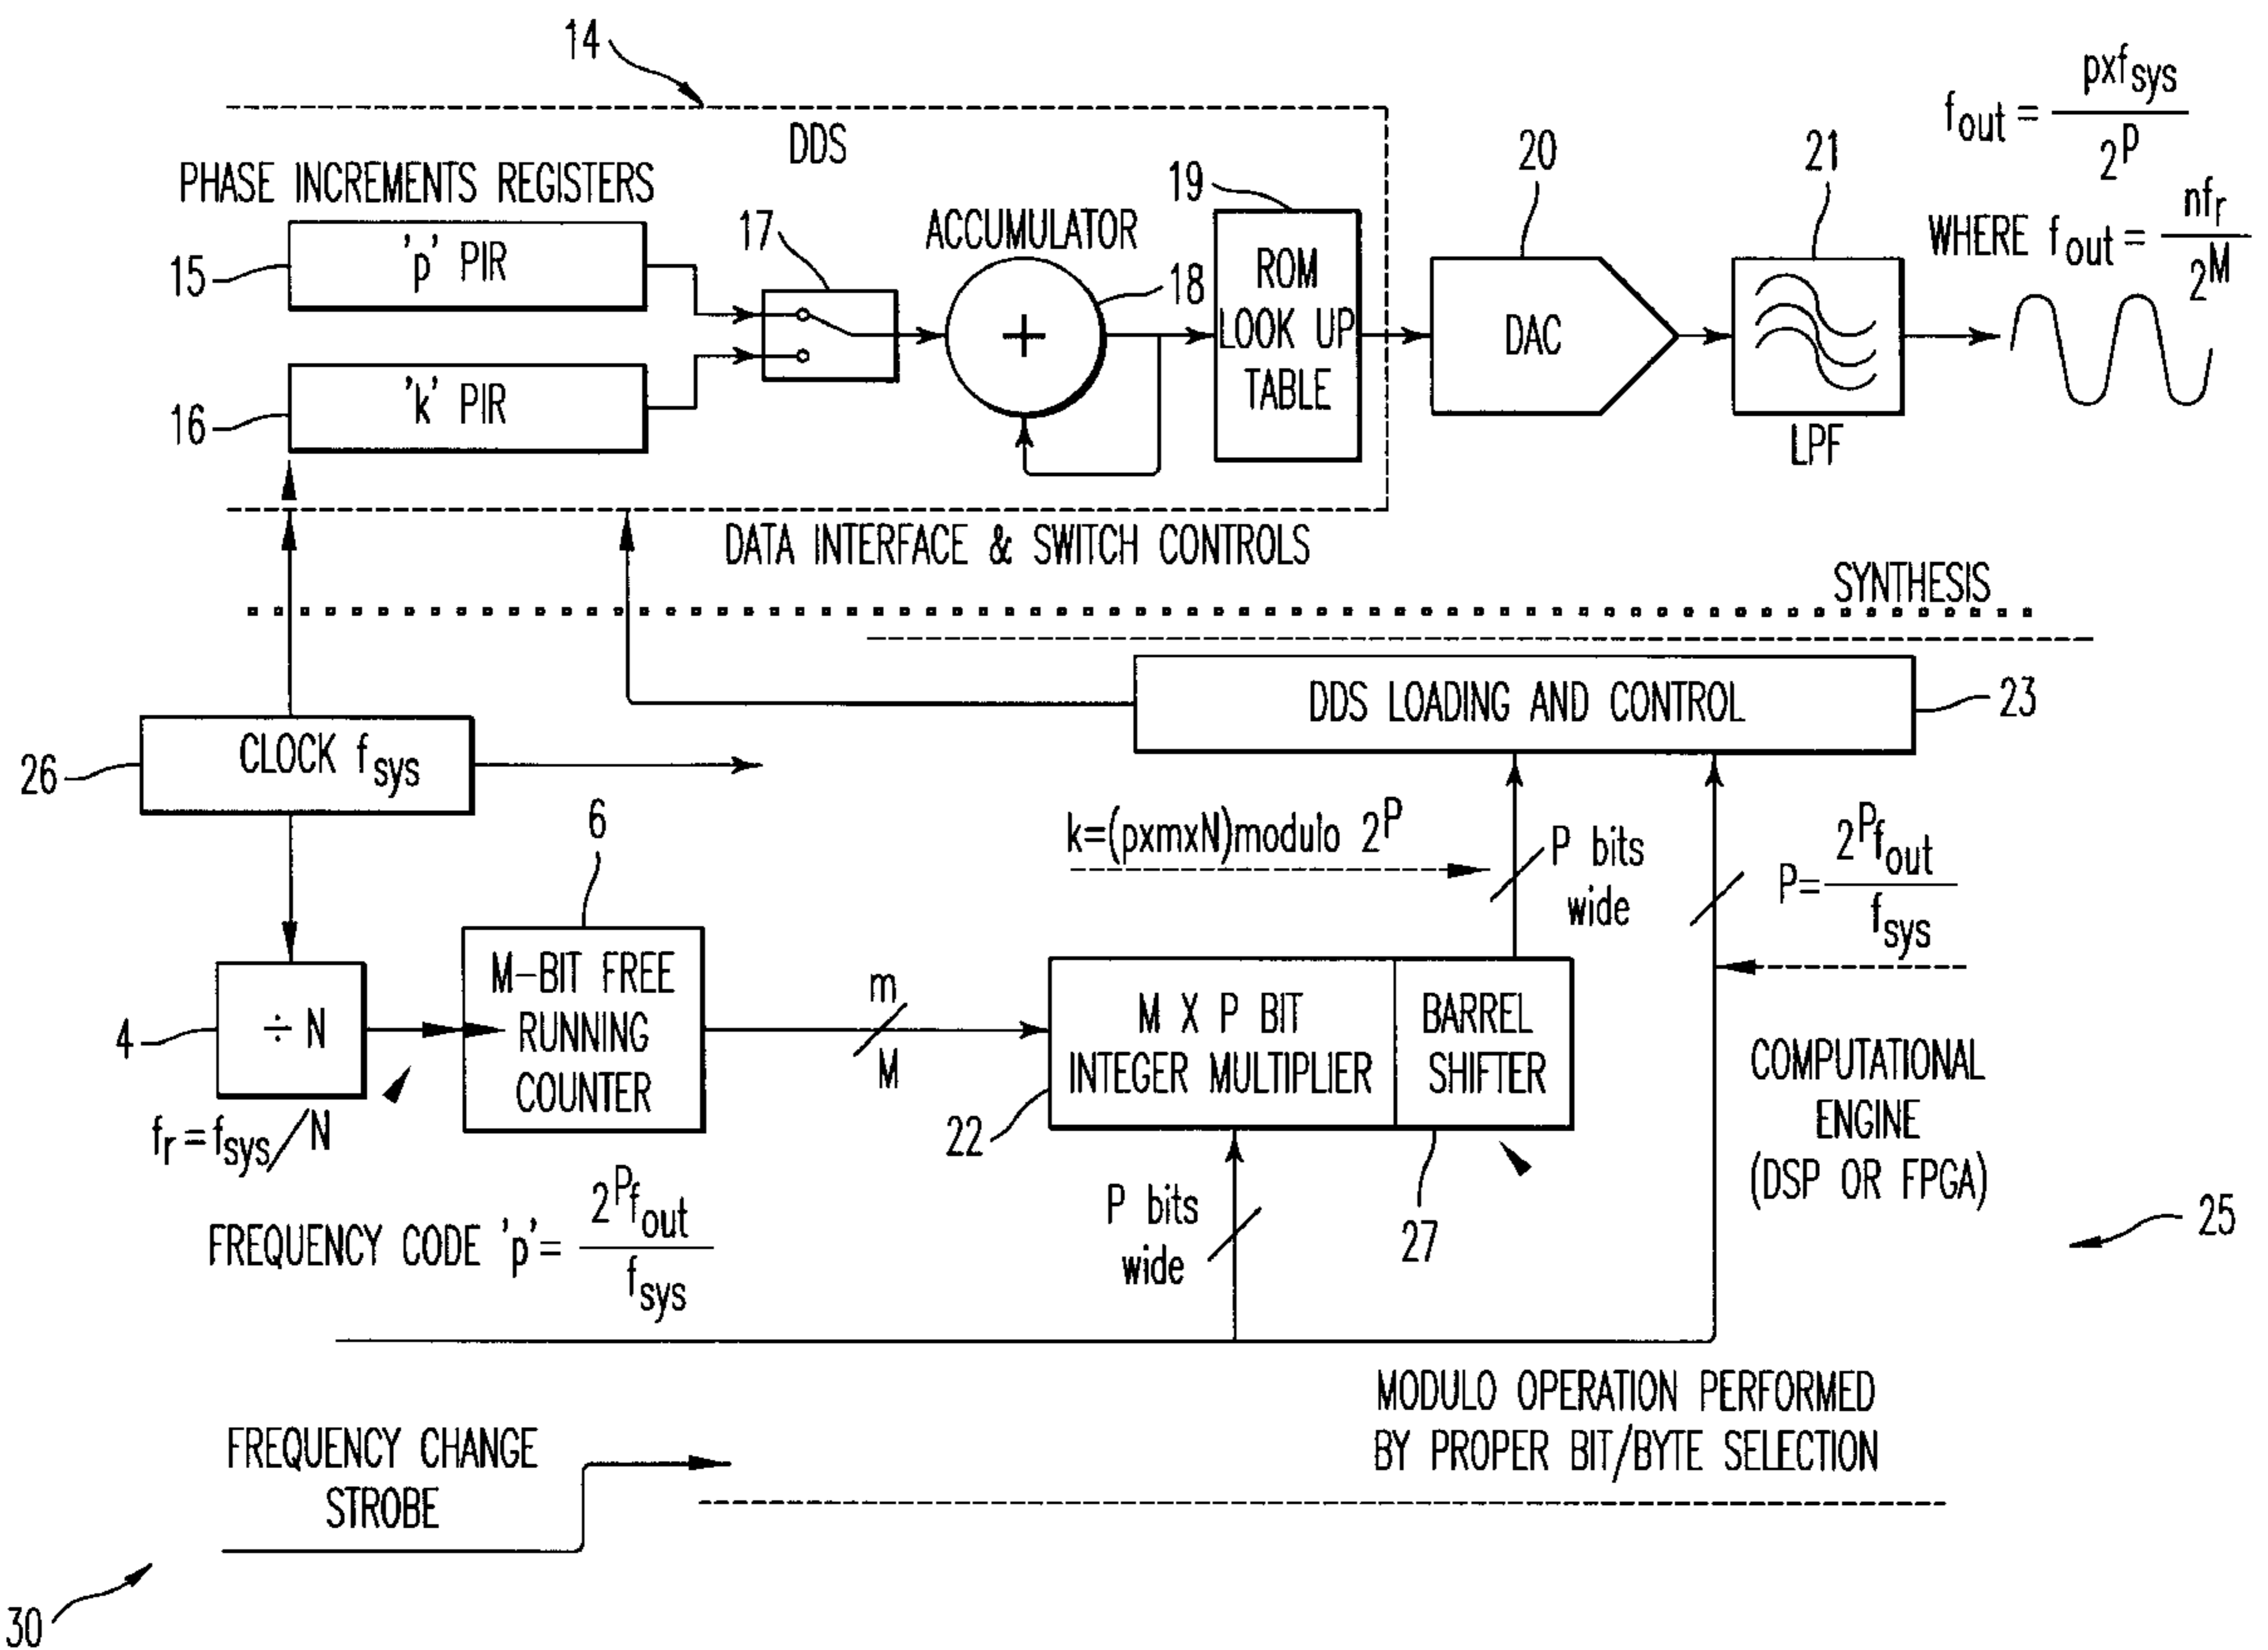 14
DDS
PHASE INCREMENTS REGISTERS
15
'p' PIR
16
'k' PIR
17
ACCUMULATOR
+
18
19
ROM
LOOK UP
TABLE
20
DAC
21
LPF
f_out = pxf_sys / 2^P
WHERE f_out = nf_r / 2^M
DATA INTERFACE & SWITCH CONTROLS
SYNTHESIS
DDS LOADING AND CONTROL
23
26
CLOCK f_sys
6
k=(pxmxN)modulo 2^P
P bits
wide
P= 2^P f_out / f_sys
4
÷ N
f_r = f_sys/N
M-BIT FREE
RUNNING
COUNTER
m
M
M X P BIT
INTEGER MULTIPLIER
BARREL
SHIFTER
22
27
P bits
wide
COMPUTATIONAL
ENGINE
(DSP OR FPGA)
25
FREQUENCY CODE 'p'= 2^P f_out / f_sys
MODULO OPERATION PERFORMED
BY PROPER BIT/BYTE SELECTION
FREQUENCY CHANGE
STROBE
30